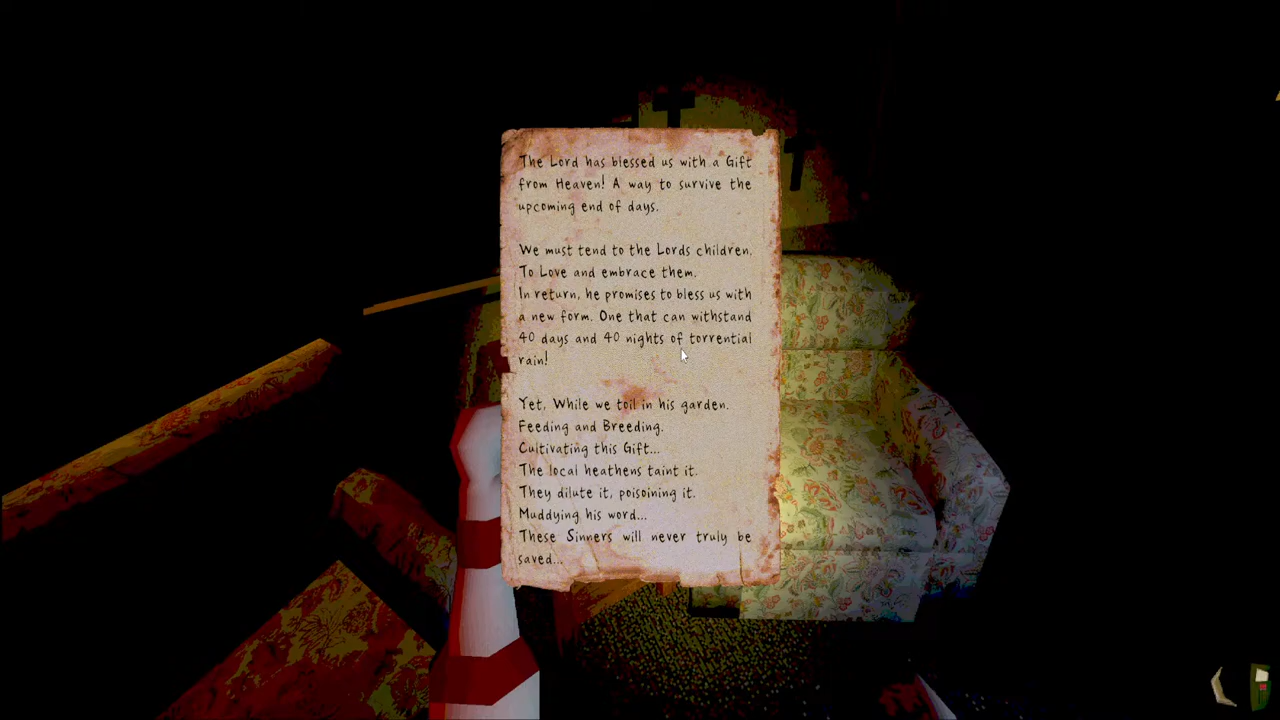 The Lord has blessed us with a Gift
from Heaven! A way to survive the
upcoming end of days.
We must tend to the Lords children.
To Love and embrace them.
In return, he promises to bless us with
a new form. One that can withstand
40 days and 40 nights of torrential
rain!
Yet, While we toil in his garden.
Feeding and Breeding.
Cultivating this Gift...
The local heathens taint it.
They dilute it, poisoining it.
Muddying his word...
These Sinners will never truly be
saved...